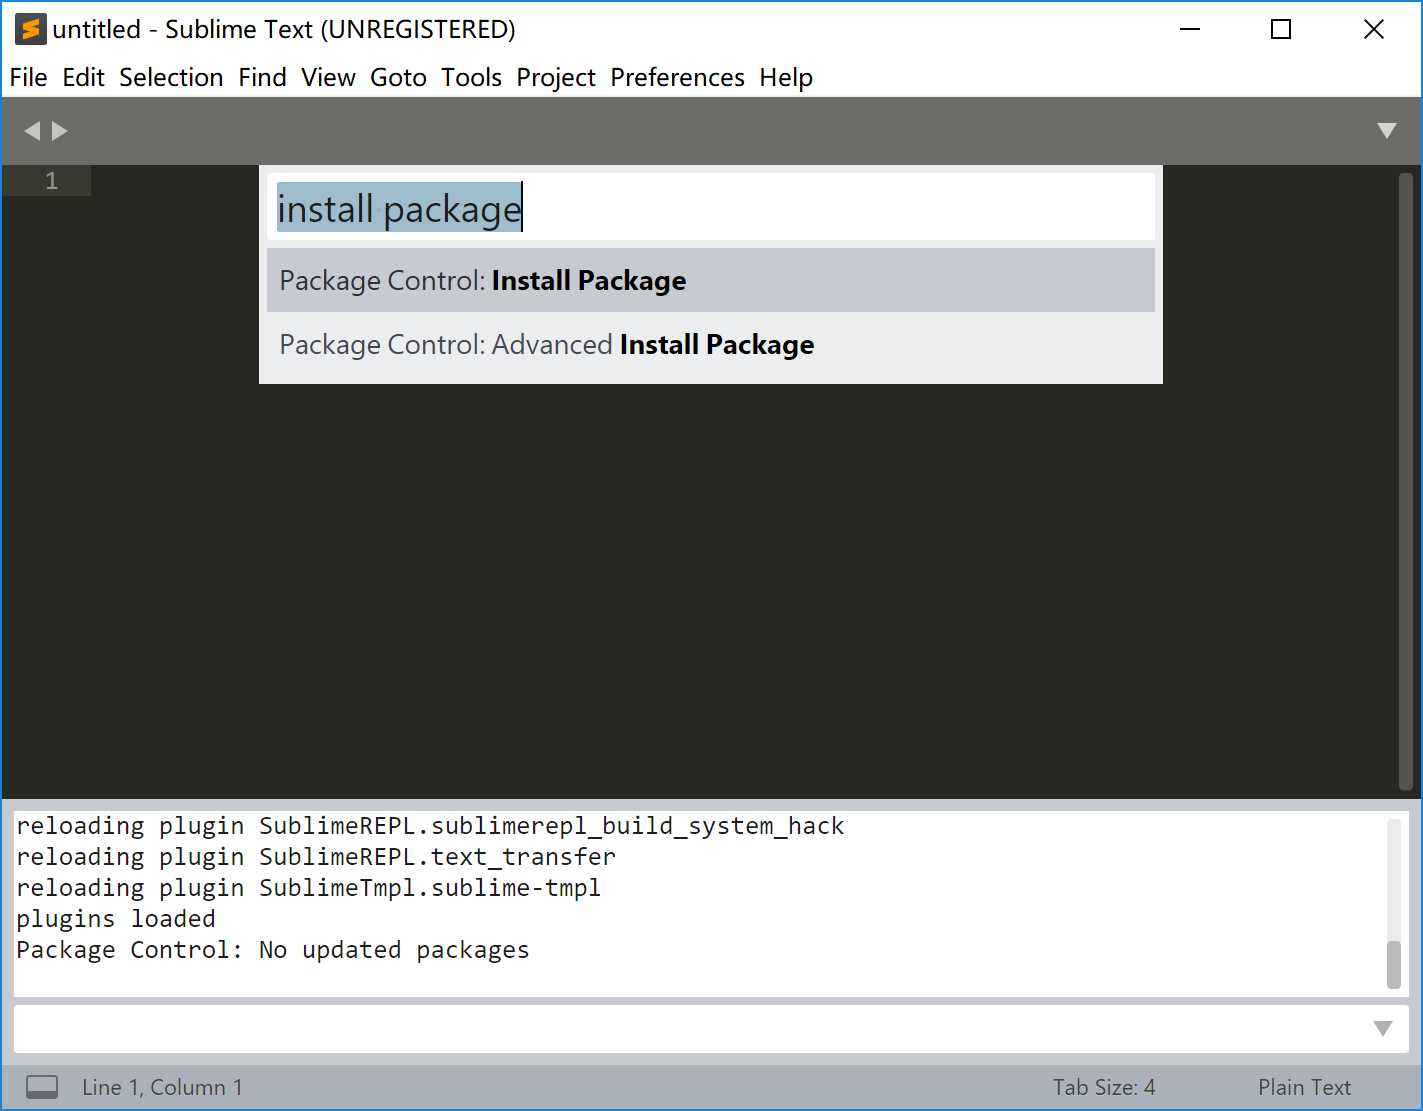 untitled - Sublime Text (UNREGISTERED)
File Edit Selection Find View Goto Tools Project Preferences Help
1
install package
Package Control: Install Package
Package Control: Advanced Install Package
reloading plugin SublimeREPL.sublimerepl_build_system_hack
reloading plugin SublimeREPL.text_transfer
reloading plugin SublimeTmpl.sublime-tmpl
plugins loaded
Package Control: No updated packages
Line 1, Column 1 Tab Size: 4 Plain Text